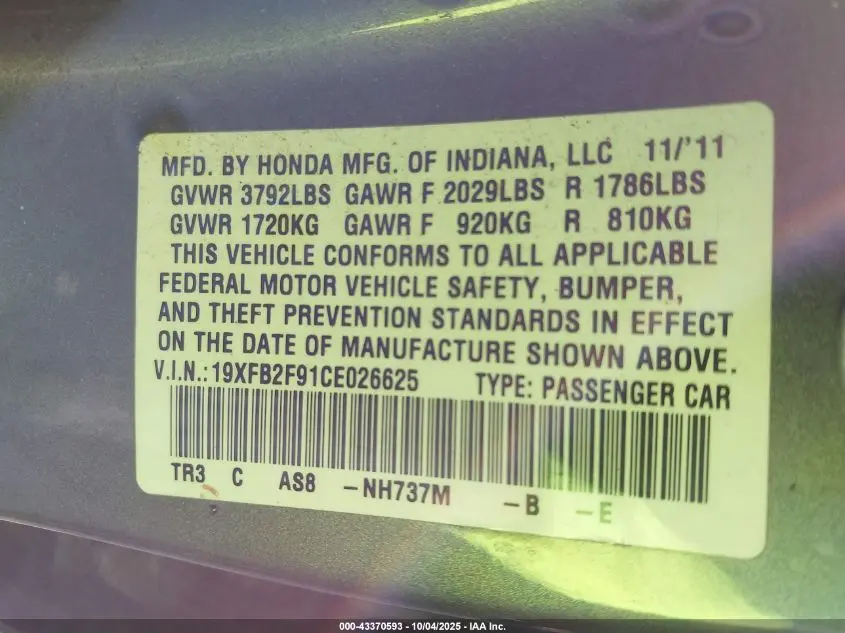 MFD. BY HONDA MFG. OF INDIANA, LLC 11/'11
GVWR 3792LBS GAWR F 2029LBS R 1786LBS
GVWR 1720KG GAWR F 920KG R 810KG
THIS VEHICLE CONFORMS TO ALL APPLICABLE
FEDERAL MOTOR VEHICLE SAFETY, BUMPER,
AND THEFT PREVENTION STANDARDS IN EFFECT
ON THE DATE OF MANUFACTURE SHOWN ABOVE.
V.I.N.: 19XFB2F91CE026625 TYPE: PASSENGER CAR
TR3 C AS8 -NH737M -B -E
000-43370593 - 10/04/2025 - IAA Inc.